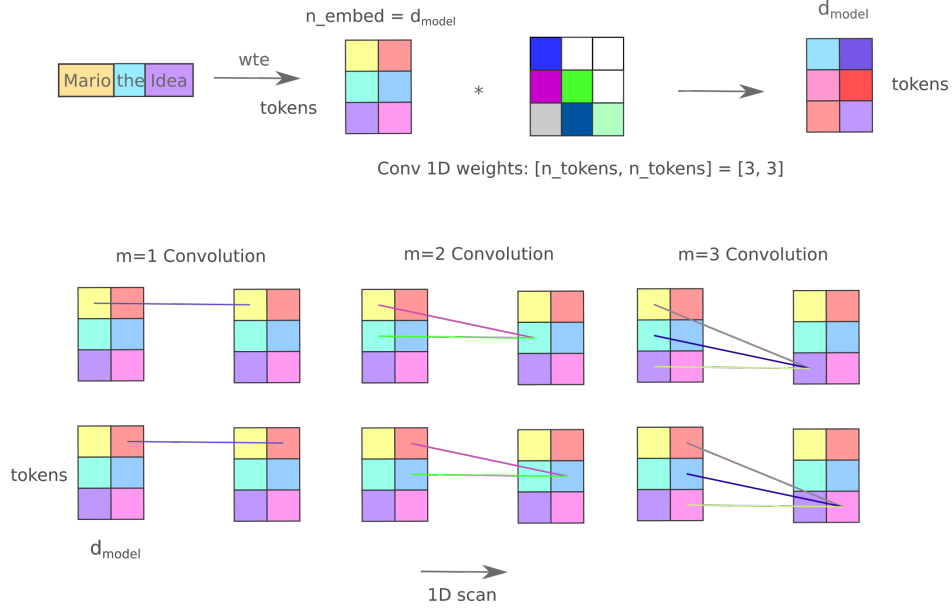 n_embed = d_model
d_model
Mario the Idea
wte
tokens
*
tokens
Conv 1D weights: [n_tokens, n_tokens] = [3, 3]
m=1 Convolution
m=2 Convolution
m=3 Convolution
tokens
d_model
1D scan